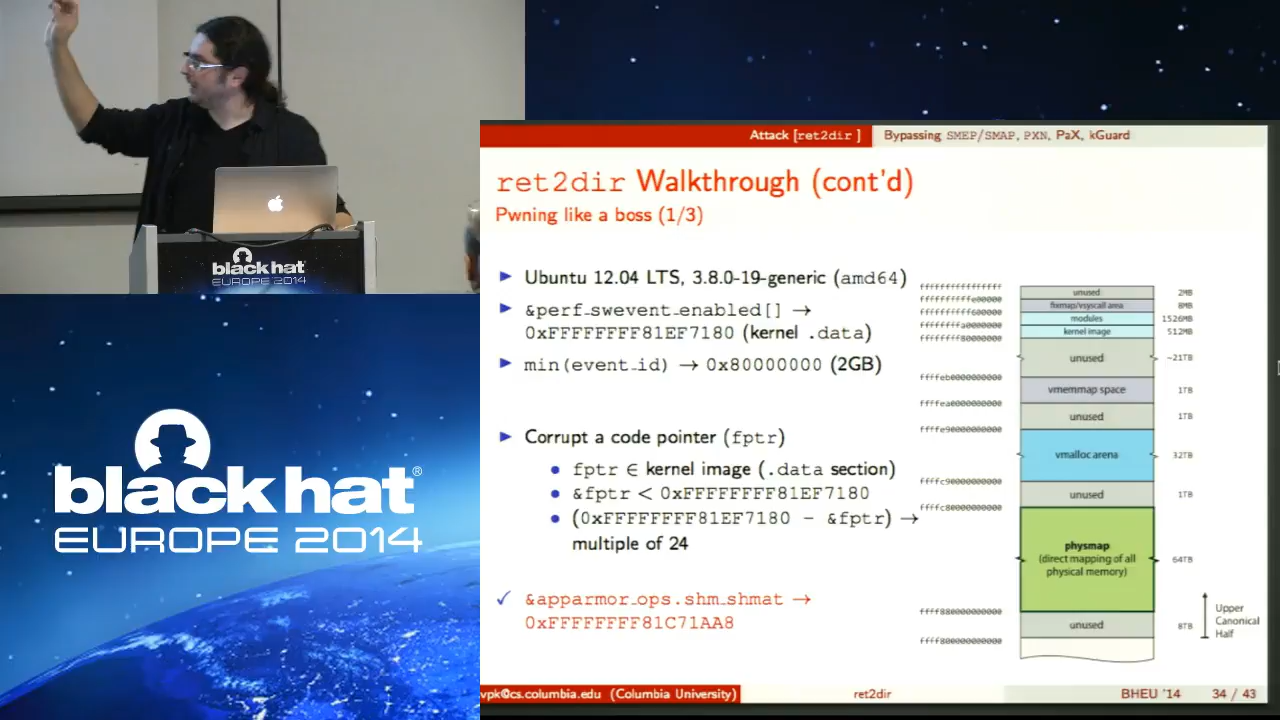 black hat
EUROPE 2014
black hat®
EUROPE 2014
Attack [ret2dir ] Bypassing SMEP/SMAP, PXN, PaX, kGuard
ret2dir Walkthrough (cont'd)
Pwning like a boss (1/3)
Ubuntu 12.04 LTS, 3.8.0-19-generic (amd64)
&perf_swevent_enabled[] →
0xFFFFFFFF81EF7180 (kernel .data)
min(event_id) → 0x80000000 (2GB)
Corrupt a code pointer (fptr)
fptr ∈ kernel image (.data section)
&fptr < 0xFFFFFFFF81EF7180
(0xFFFFFFFF81EF7180 - &fptr) →
multiple of 24
✓ &apparmor_ops.shm_shmat →
0xFFFFFFFF81C71AA8
ffffffffffffffff
unused 2MB
ffffffffffe00000
fixmap/vsyscall area 8MB
ffffffffff600000
modules 1526MB
ffffffffa0000000
kernel image 512MB
ffffffff80000000
unused ~21TB
ffffeb0000000000
vmemmap space 1TB
ffffea0000000000
unused 1TB
ffffe90000000000
vmalloc arena 32TB
ffffc90000000000
unused 1TB
ffffc80000000000
physmap
(direct mapping of all
physical memory)
64TB
ffff880000000000
unused 8TB
ffff800000000000
Upper
Canonical
Half
vpk@cs.columbia.edu (Columbia University) ret2dir BHEU '14 34 / 43